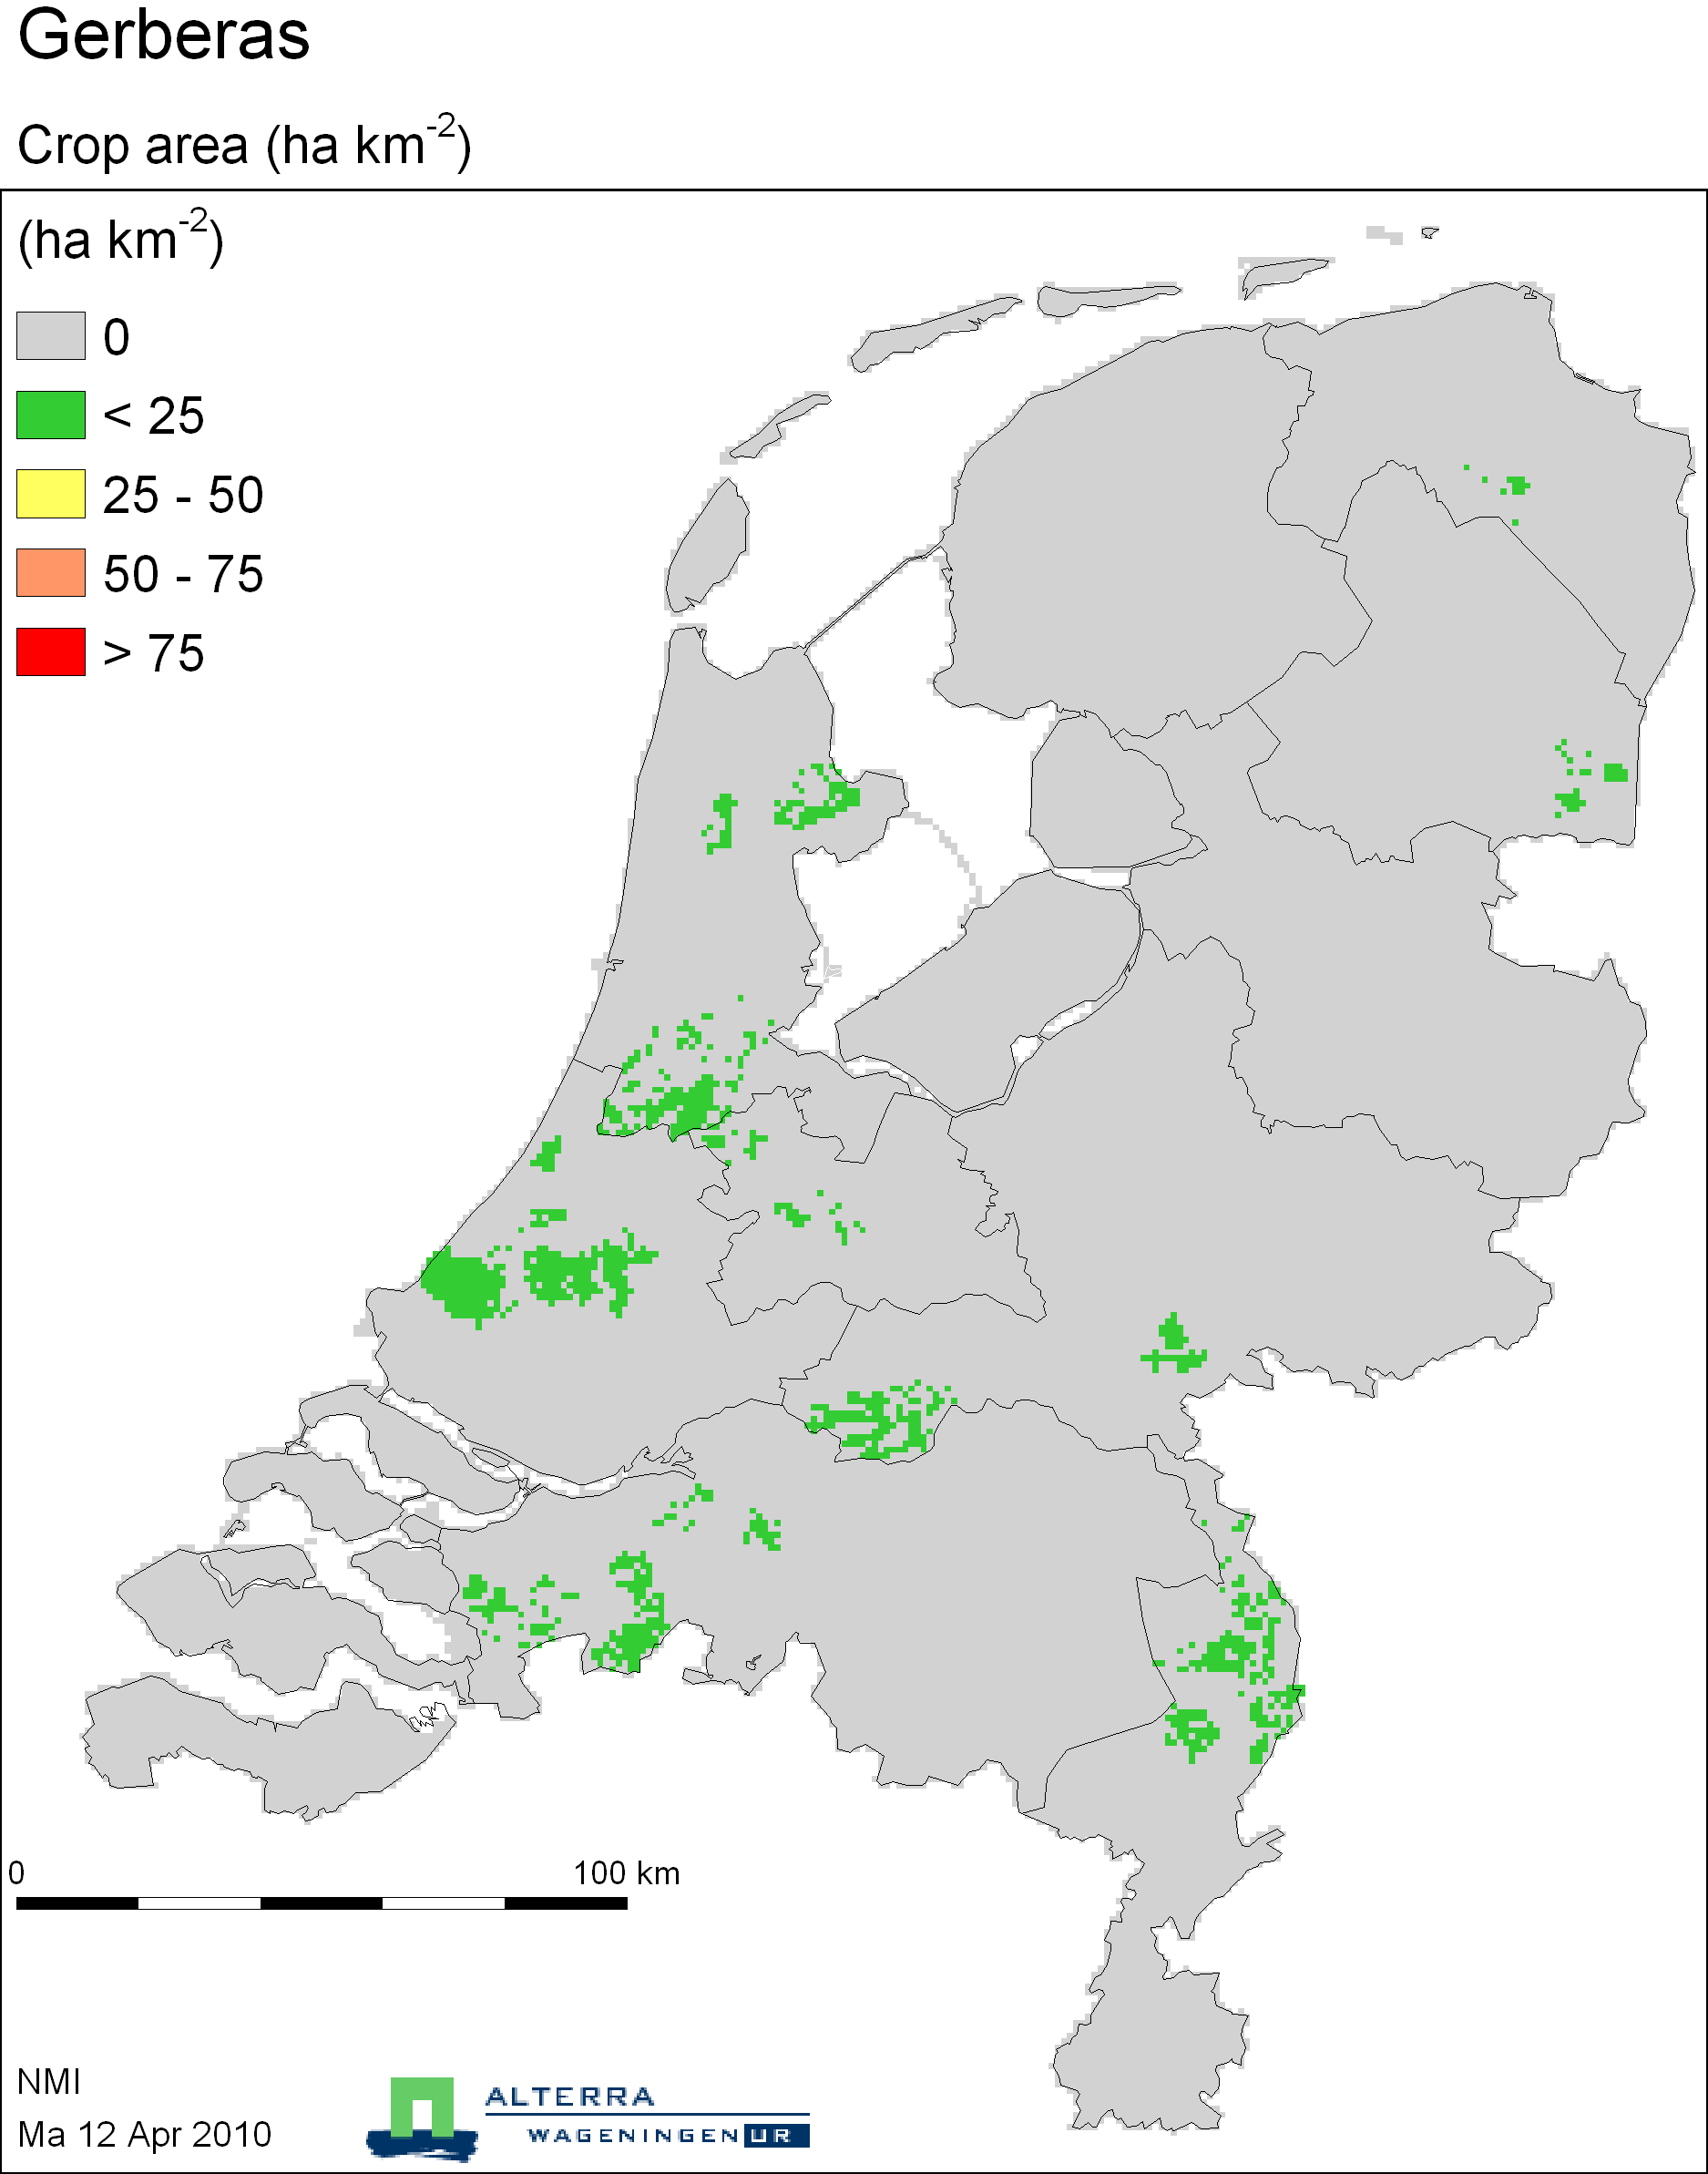 Gerberas
Crop area (ha km⁻²)
(ha km⁻²)
0
< 25
25 - 50
50 - 75
> 75
0 100 km
NMI
Ma 12 Apr 2010
ALTERRA
WAGENINGEN UR